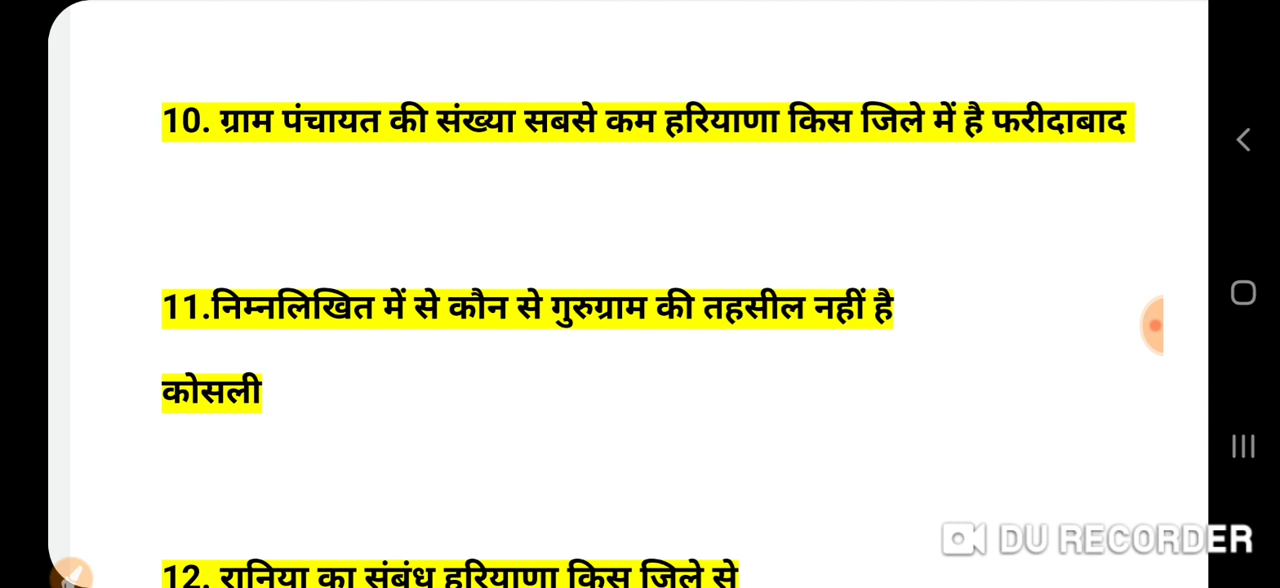 10. ग्राम पंचायत की संख्या सबसे कम हरियाणा किस जिले में है फरीदाबाद
11.निम्नलिखित में से कौन से गुरुग्राम की तहसील नहीं है
कोसली
DU RECORDER
12. रानिया का संबंध हरियाणा किस जिले से